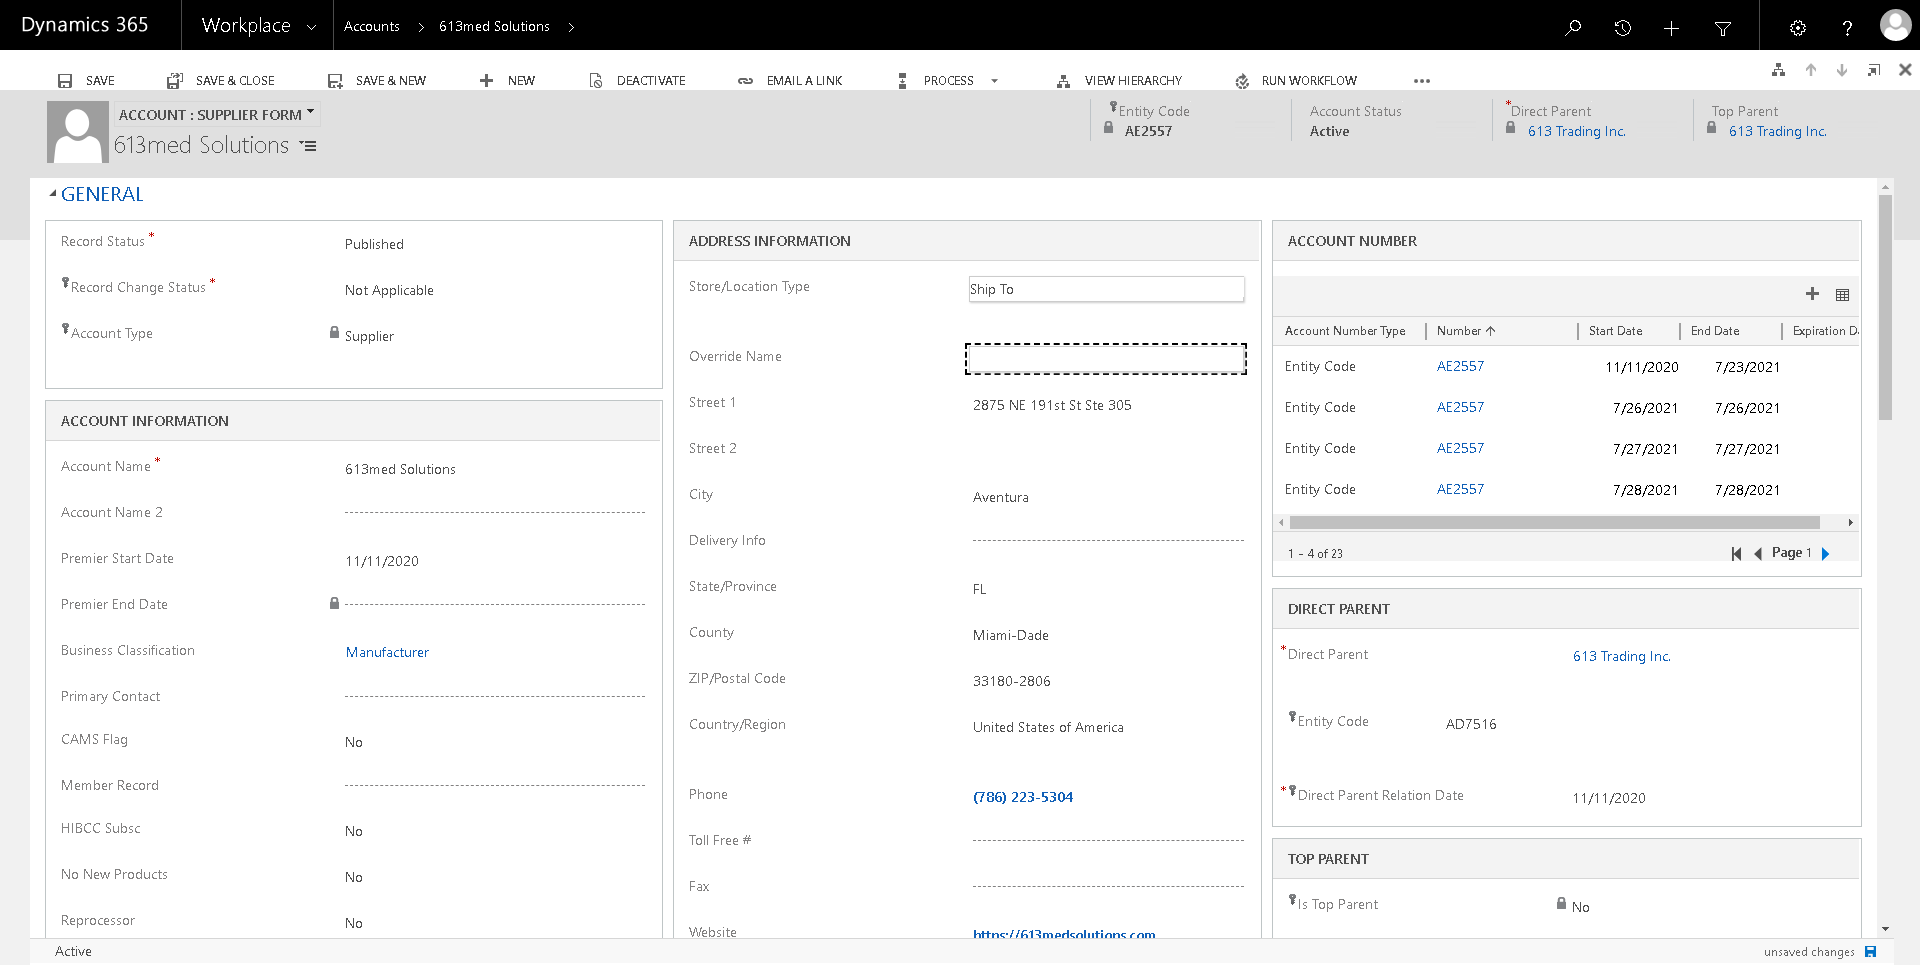 Dynamics 365
Workplace
Accounts > 613med Solutions >
?
SAVE
SAVE & CLOSE
SAVE & NEW
NEW
DEACTIVATE
EMAIL A LINK
PROCESS
VIEW HIERARCHY
RUN WORKFLOW
...
ACCOUNT : SUPPLIER FORM
613med Solutions
Entity Code
AE2557
Account Status
Active
*Direct Parent
613 Trading Inc.
Top Parent
613 Trading Inc.
GENERAL
Record Status *
Published
Record Change Status *
Not Applicable
Account Type
Supplier
ACCOUNT INFORMATION
Account Name *
613med Solutions
Account Name 2
Premier Start Date
11/11/2020
Premier End Date
Business Classification
Manufacturer
Primary Contact
CAMS Flag
No
Member Record
HIBCC Subsc
No
No New Products
No
Reprocessor
No
ADDRESS INFORMATION
Store/Location Type
Ship To
Override Name
Street 1
2875 NE 191st St Ste 305
Street 2
City
Aventura
Delivery Info
State/Province
FL
County
Miami-Dade
ZIP/Postal Code
33180-2806
Country/Region
United States of America
Phone
(786) 223-5304
Toll Free #
Fax
Website
https://613medsolutions.com
ACCOUNT NUMBER
Account Number Type | Number ↑ | Start Date | End Date | Expiration D
Entity Code AE2557 11/11/2020 7/23/2021
Entity Code AE2557 7/26/2021 7/26/2021
Entity Code AE2557 7/27/2021 7/27/2021
Entity Code AE2557 7/28/2021 7/28/2021
1 - 4 of 23
Page 1
DIRECT PARENT
*Direct Parent
613 Trading Inc.
Entity Code
AD7516
*Direct Parent Relation Date
11/11/2020
TOP PARENT
Is Top Parent
No
Active
unsaved changes